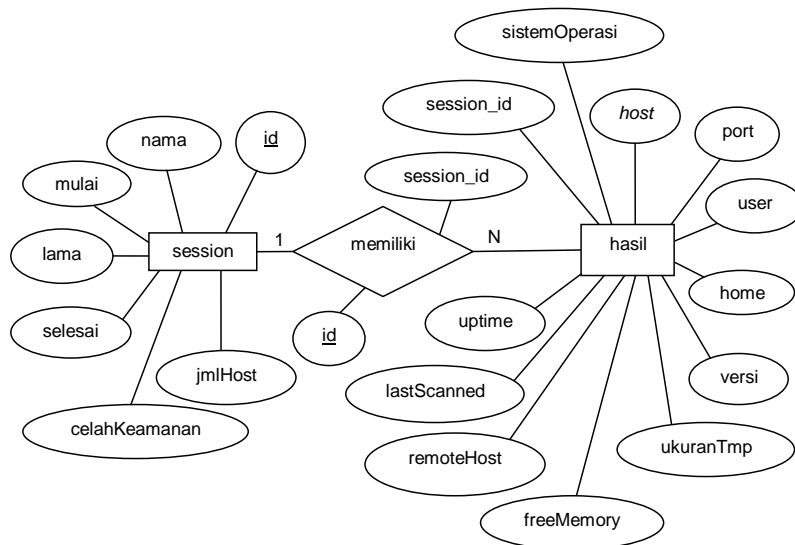 sistemOperasi
session_id
host
port
nama
id
mulai
session_id
user
session
1
memiliki
N
hasil
lama
home
selesai
id
uptime
jmlHost
lastScanned
versi
celahKeamanan
remoteHost
ukuranTmp
freeMemory